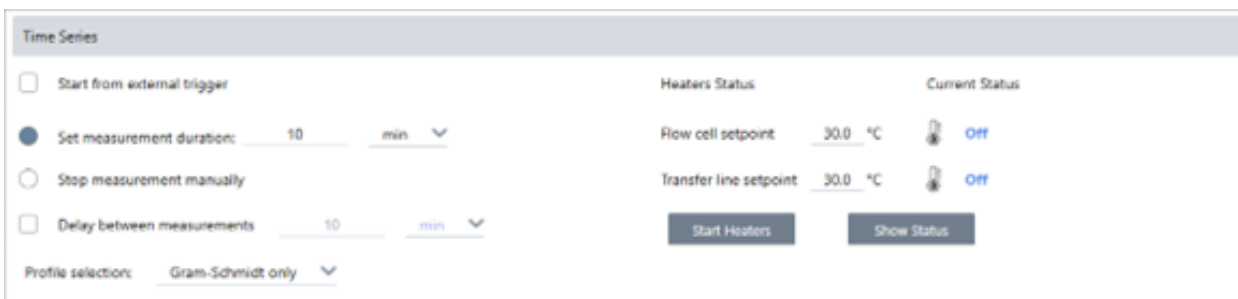 Time Series
Start from external trigger
Heaters Status
Current Status
Set measurement duration: 10 min
Flow cell setpoint 30.0 °C Off
Stop measurement manually
Transfer line setpoint 30.0 °C Off
Delay between measurements 10 min
Start Heaters
Show Status
Profile selection: Gram-Schmidt only